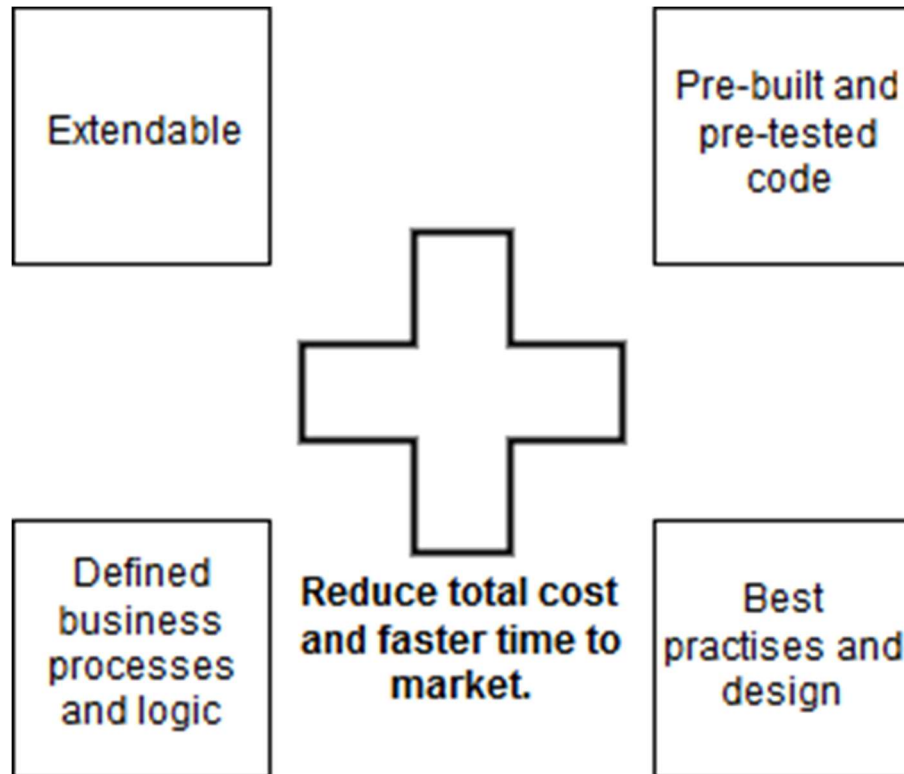 Extendable
Pre-built and
pre-tested
code
Defined
business
processes
and logic
Reduce total cost
and faster time to
market.
Best
practises and
design